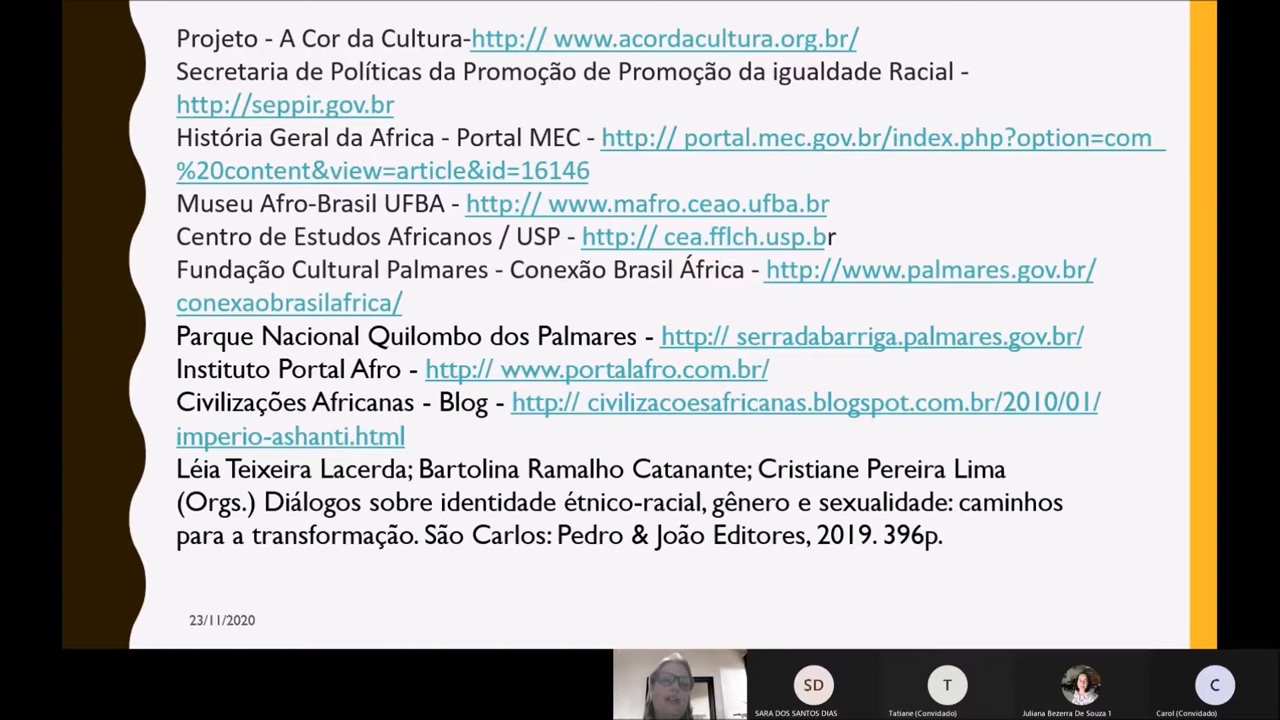 Projeto - A Cor da Cultura-http:// www.acordacultura.org.br/
Secretaria de Políticas da Promoção de Promoção da igualdade Racial -
http://seppir.gov.br
História Geral da Africa - Portal MEC - http:// portal.mec.gov.br/index.php?option=com_
%20content&view=article&id=16146
Museu Afro-Brasil UFBA - http:// www.mafro.ceao.ufba.br
Centro de Estudos Africanos / USP - http:// cea.fflch.usp.br
Fundação Cultural Palmares - Conexão Brasil África - http://www.palmares.gov.br/
conexaobrasilafrica/
Parque Nacional Quilombo dos Palmares - http:// serradabarriga.palmares.gov.br/
Instituto Portal Afro - http:// www.portalafro.com.br/
Civilizações Africanas - Blog - http:// civilizacoesafricanas.blogspot.com.br/2010/01/
imperio-ashanti.html
Léia Teixeira Lacerda; Bartolina Ramalho Catanante; Cristiane Pereira Lima
(Orgs.) Diálogos sobre identidade étnico-racial, gênero e sexualidade: caminhos
para a transformação. São Carlos: Pedro & João Editores, 2019. 396p.
23/11/2020
SD
T
C
SARA DOS SANTOS DIAS
Tatiane (Convidado)
Juliana Bezerra De Souza 1
Carol (Convidado)